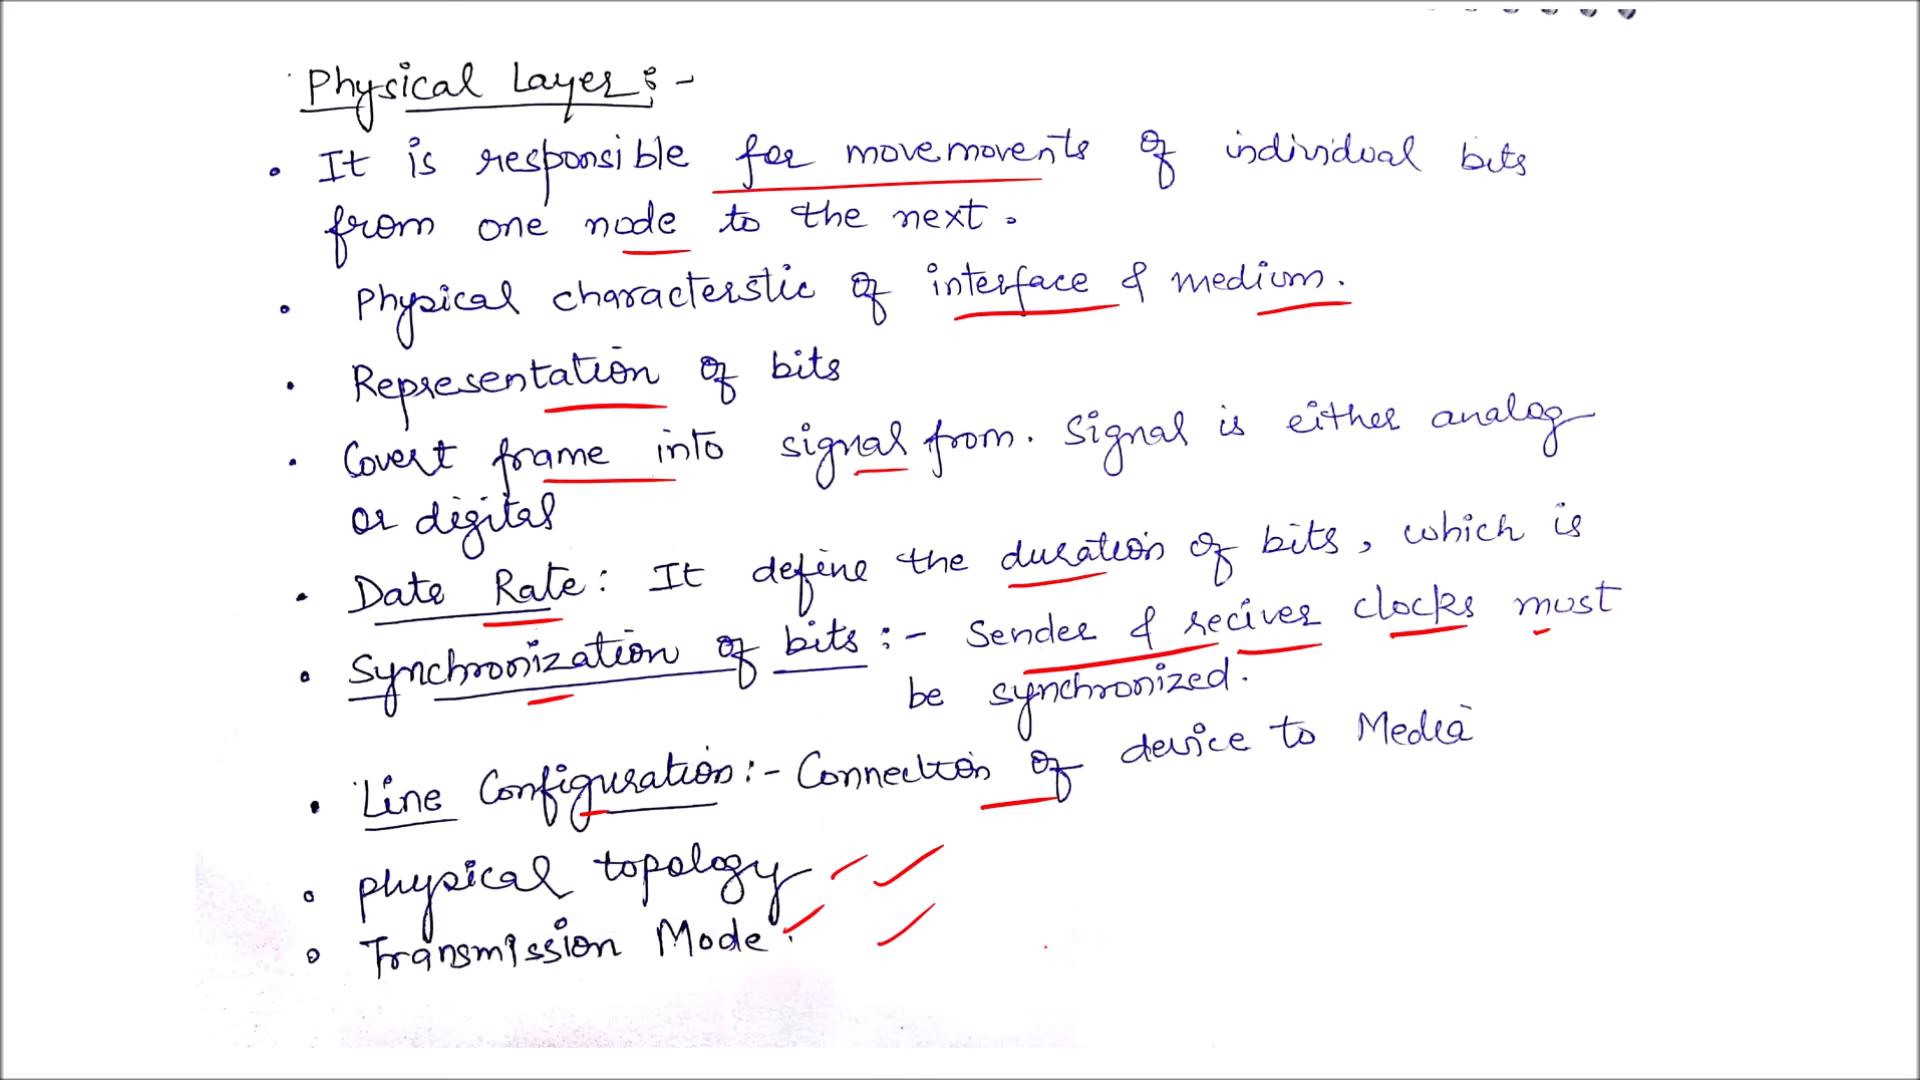 Physical Layer :-
• It is responsible for movemovents of individual bits
from one node to the next.
• Physical characterstic of interface & medium.
• Representation of bits
• Covert frame into signal from. Signal is either analog
or digital
• Date Rate: It define the duration of bits, which is
• Synchronization of bits :- Sender & reciver clocks must
be synchronized.
• Line Configuration :- Connection of device to Media
• physical topology
• Transmission Mode.